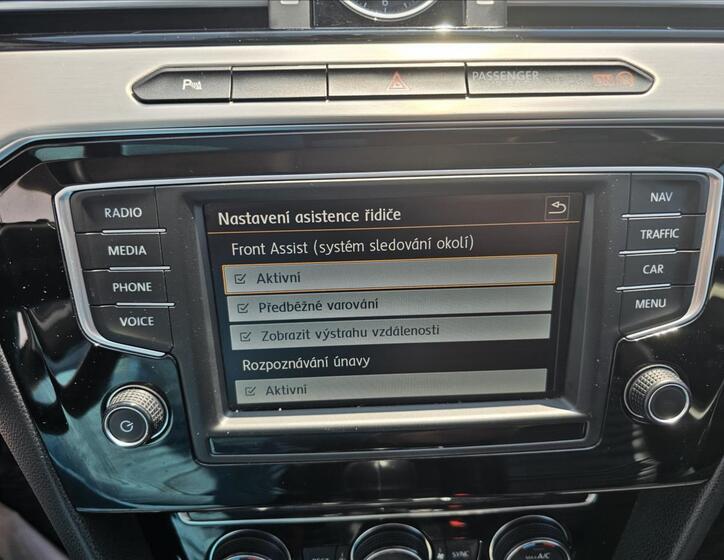 PASSENGER
RADIO
MEDIA
PHONE
VOICE
Nastavení asistence řidiče
Front Assist (systém sledování okolí)
Aktivní
Předběžné varování
Zobrazit výstrahu vzdálenosti
Rozpoznávání únavy
Aktivní
NAV
TRAFFIC
CAR
MENU
SYNC
A/C